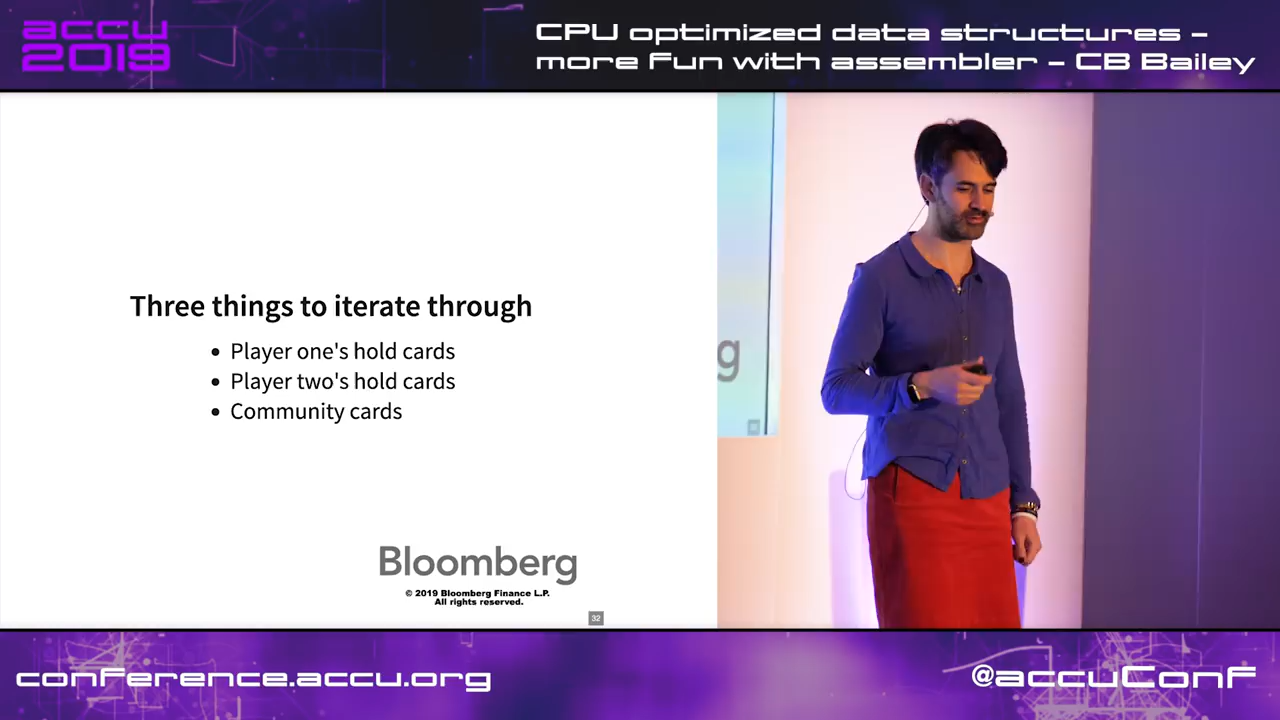 accu
2019
CPU optimized data structures –
more fun with assembler – CB Bailey
Three things to iterate through
• Player one's hold cards
• Player two's hold cards
• Community cards
Bloomberg
© 2019 Bloomberg Finance L.P.
All rights reserved.
32
g
conference.accu.org
@accuConf